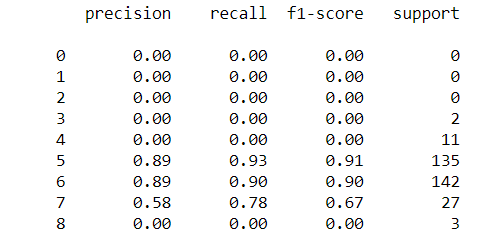 precision recall f1-score support
0 0.00 0.00 0.00 0
1 0.00 0.00 0.00 0
2 0.00 0.00 0.00 0
3 0.00 0.00 0.00 2
4 0.00 0.00 0.00 11
5 0.89 0.93 0.91 135
6 0.89 0.90 0.90 142
7 0.58 0.78 0.67 27
8 0.00 0.00 0.00 3